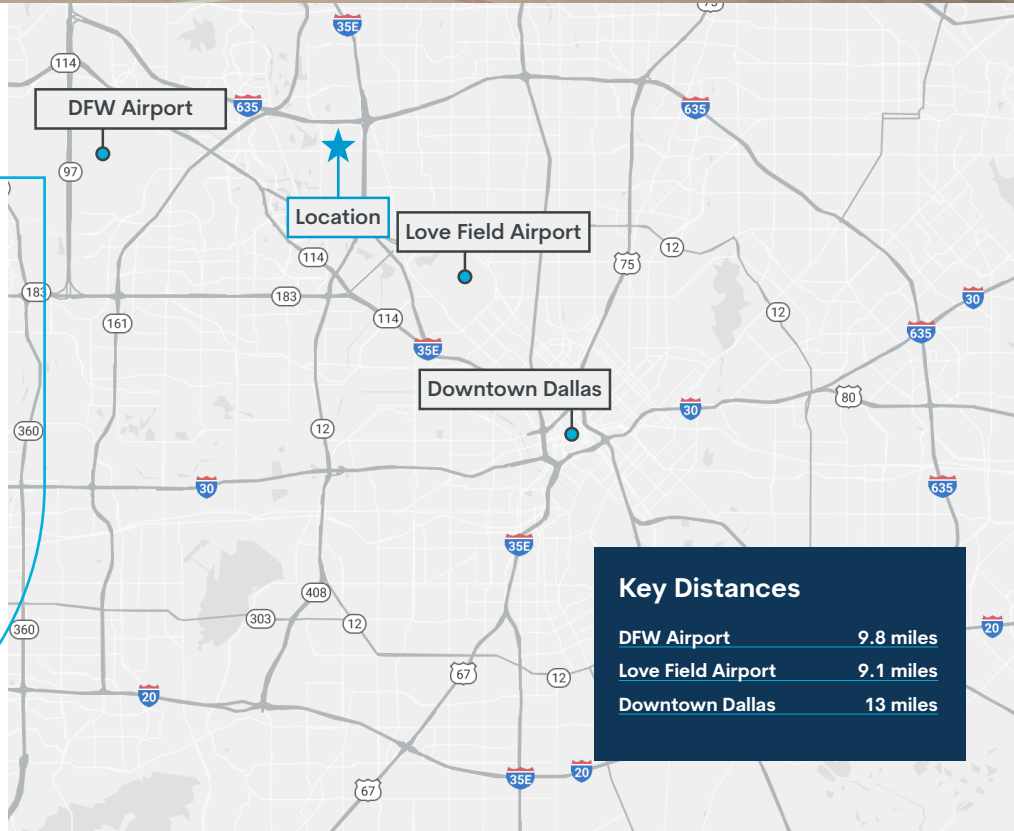 75
35E
114
DFW Airport
635
635
97
Location
Love Field Airport
12
114
75
183
183
30
12
161
114
635
35E
Downtown Dallas
80
30
360
12
30
635
35E
Key Distances
408
DFW Airport 9.8 miles
303
12
20
360
Love Field Airport 9.1 miles
67
12
20
Downtown Dallas 13 miles
20
35E
67